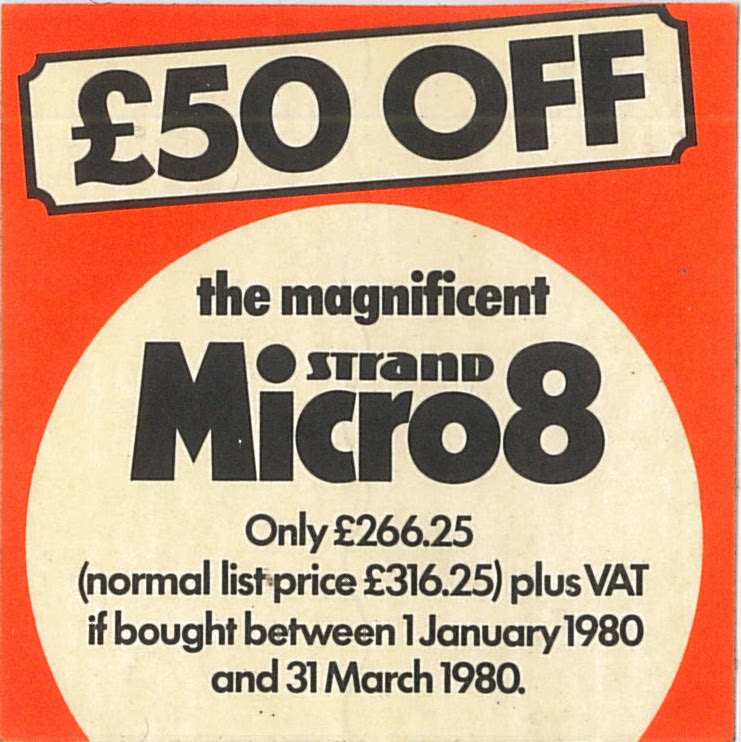 £50 OFF
the magnificent
STRAND
Micro8
Only £266.25
(normal list price £316.25) plus VAT
if bought between 1 January 1980
and 31 March 1980.